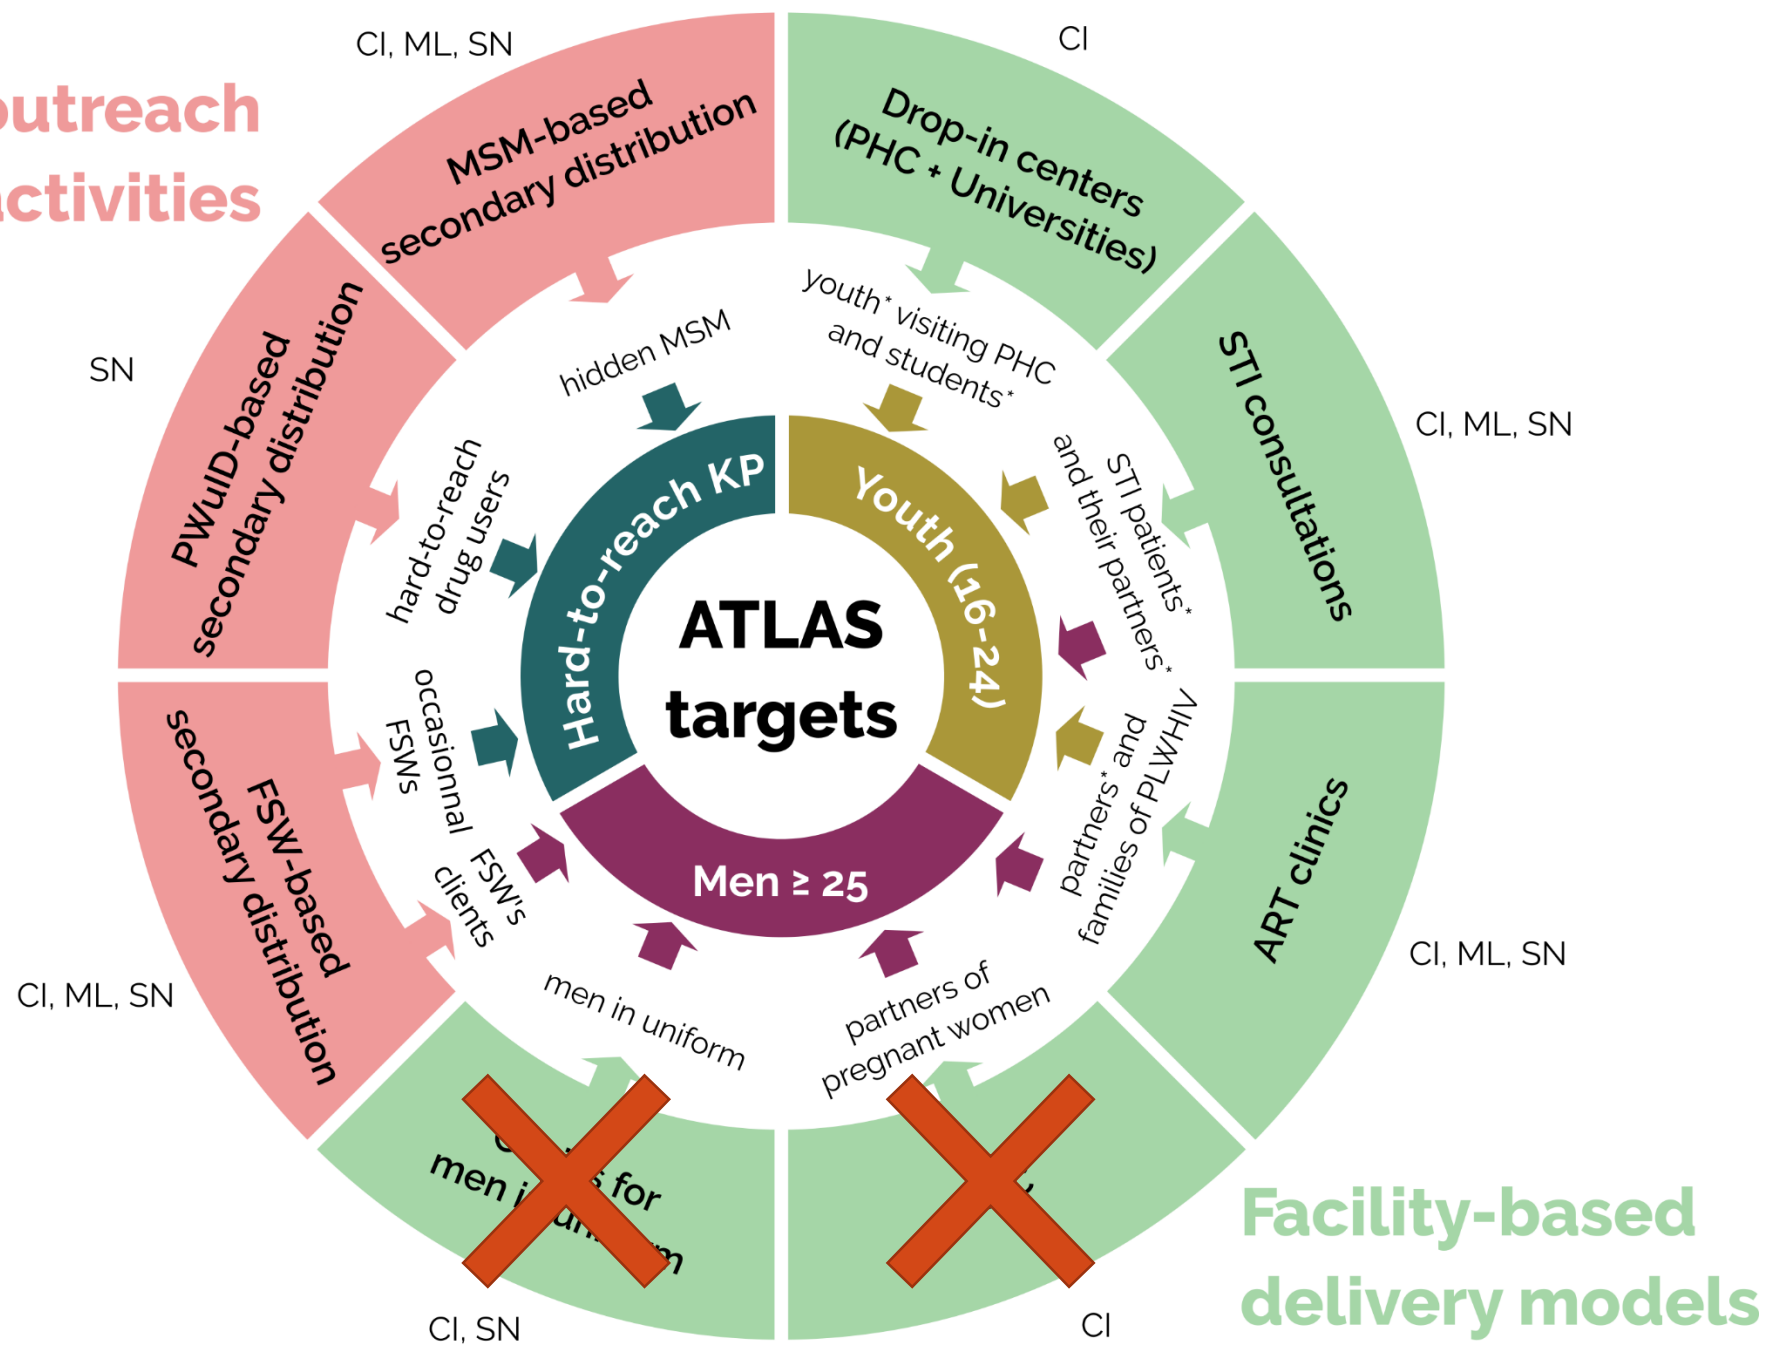 outreach
activities
CI, ML, SN
MSM-based
secondary distribution
CI
Drop-in centers
(PHC + Universities)
SN
PWuID-based
secondary distribution
STI consultations
CI, ML, SN
hidden MSM
youth* visiting PHC
and students*
hard-to-reach
drug users
STI patients*
and their partners*
Hard-to-reach KP
Youth (16-24)
ATLAS
targets
Men ≥ 25
occasionnal
FSWs
FSW's
clients
partners* and
families of PLWHIV
men in uniform
partners of
pregnant women
FSW-based
secondary distribution
CI, ML, SN
ART clinics
CI, ML, SN
for
men
CI, SN
CI
Facility-based
delivery models